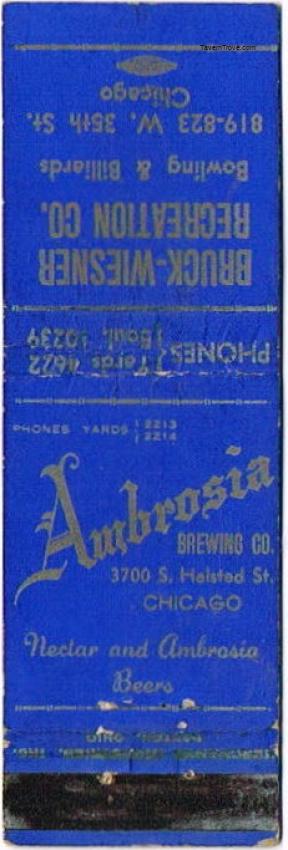 TavernTrove.com
BRUCK-WIESNER
RECREATION CO.
Bowling & Billiards
819-823 W. 35th St.
Chicago
PHONES { Yards 4622
Boul. 10239
PHONES YARDS { 2213
2214
Ambrosia
BREWING CO.
3700 S. Halsted St.
CHICAGO
Nectar and Ambrosia
Beers